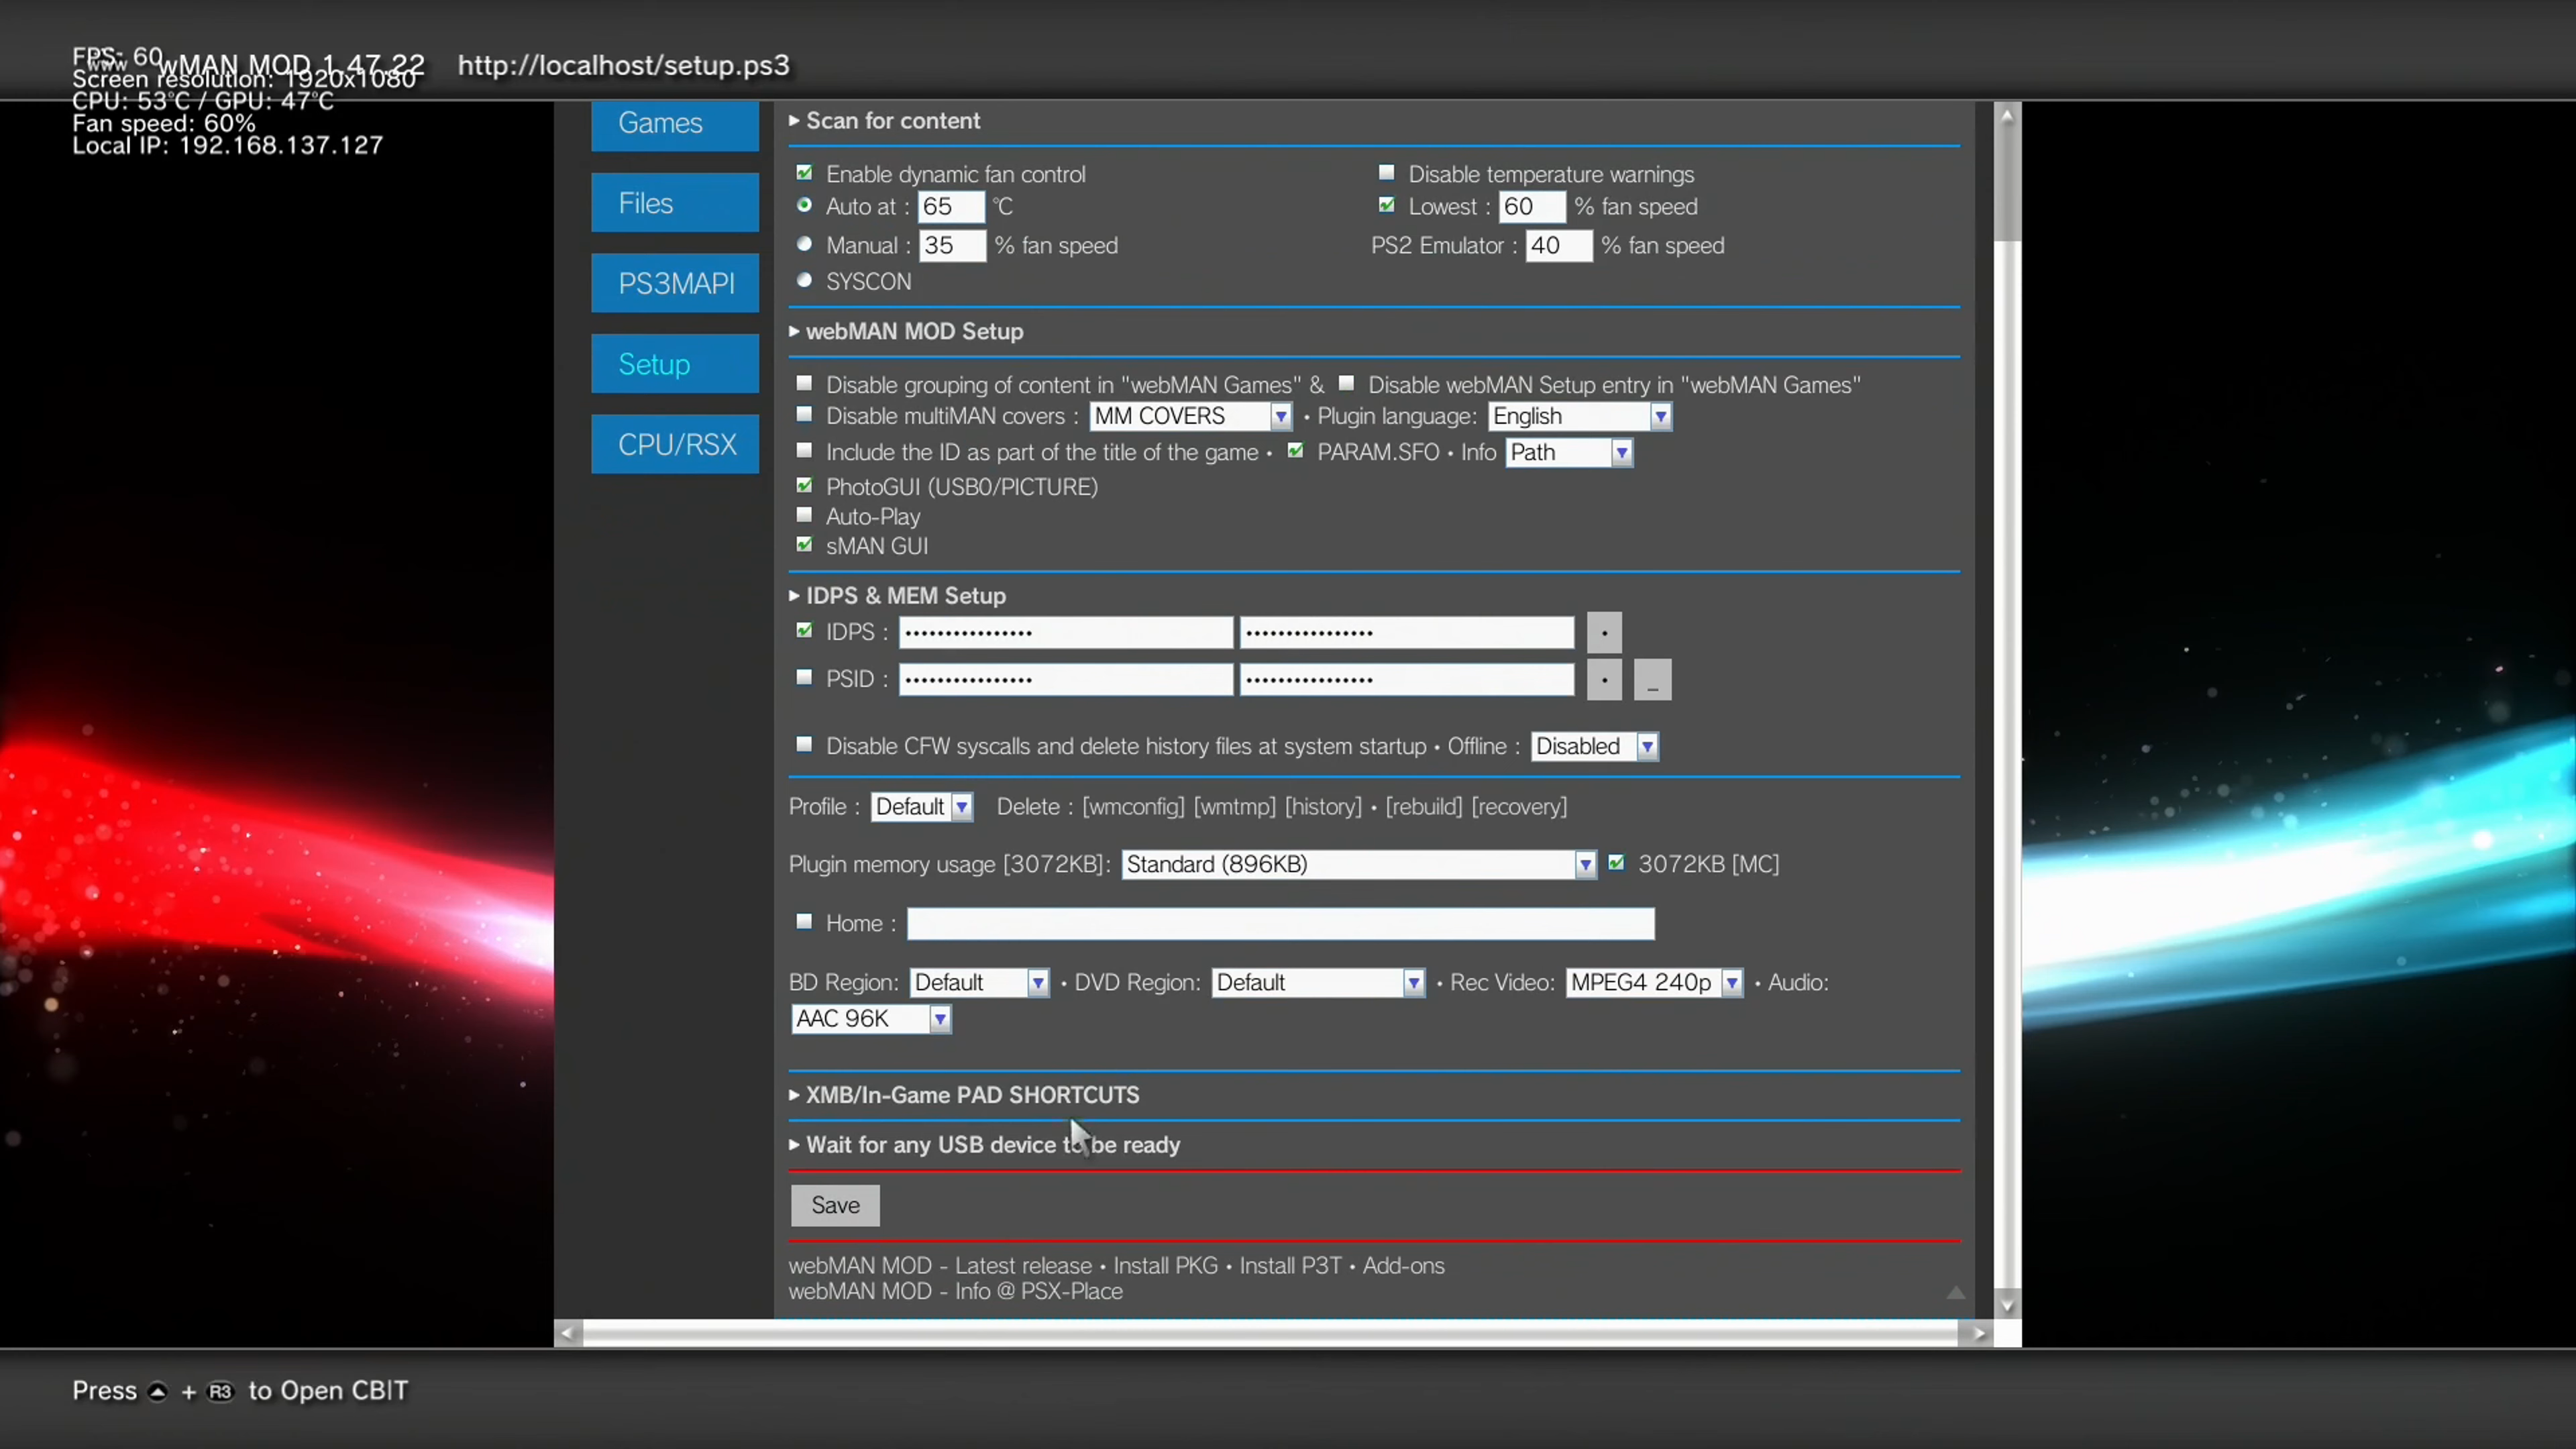 FPS: 60
www wMAN MOD 1.47.22 http://localhost/setup.ps3
Screen resolution: 1920x1080
CPU: 53°C / GPU: 47°C
Fan speed: 60%
Local IP: 192.168.137.127
Games
Files
PS3MAPI
Setup
CPU/RSX
Scan for content
Enable dynamic fan control Disable temperature warnings
Auto at : 65 °C Lowest : 60 % fan speed
Manual : 35 % fan speed PS2 Emulator : 40 % fan speed
SYSCON
webMAN MOD Setup
Disable grouping of content in "webMAN Games" & Disable webMAN Setup entry in "webMAN Games"
Disable multiMAN covers : MM COVERS • Plugin language: English
Include the ID as part of the title of the game • PARAM.SFO • Info Path
PhotoGUI (USB0/PICTURE)
Auto-Play
sMAN GUI
IDPS & MEM Setup
IDPS : •••••••••••••••• ••••••••••••••••  •
PSID : •••••••••••••••• ••••••••••••••••  • _
Disable CFW syscalls and delete history files at system startup • Offline : Disabled
Profile : Default Delete : [wmconfig] [wmtmp] [history] • [rebuild] [recovery]
Plugin memory usage [3072KB]: Standard (896KB) 3072KB [MC]
Home :
BD Region: Default • DVD Region: Default • Rec Video: MPEG4 240p • Audio:
AAC 96K
XMB/In-Game PAD SHORTCUTS
Wait for any USB device to be ready
Save
webMAN MOD - Latest release • Install PKG • Install P3T • Add-ons
webMAN MOD - Info @ PSX-Place
Press + R3 to Open CBIT